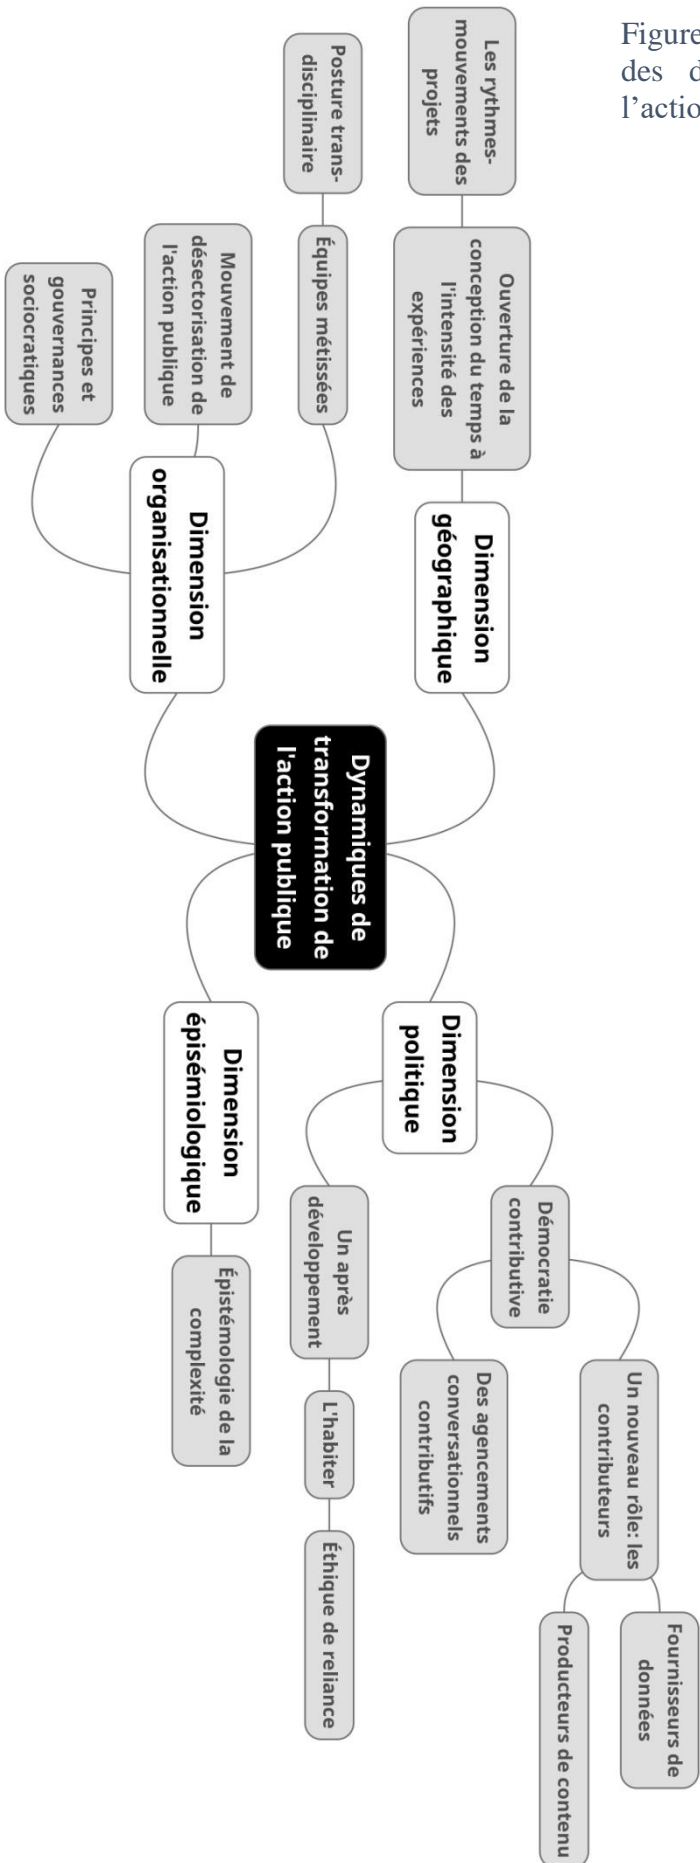 Figure
des d
l'actio
Les rythmes-
mouvements des
projets
Ouverture de la
conception du temps à
l'intensité des
expériences
Dimension
géographique
Posture trans-
disciplinaire
Équipes métissées
Mouvement de
désectorisation de
l'action publique
Principes et
gouvernances
sociocratiques
Dimension
organisationnelle
Dynamiques de
transformation de
l'action publique
Dimension
politique
Démocratie
contributive
Un nouveau rôle: les
contributeurs
Fournisseurs de
données
Producteurs de contenu
Des agencements
conversationnels
contributifs
Un après
développement
L'habiter
Éthique de reliance
Dimension
épisémiologique
Épistémologie de la
complexité